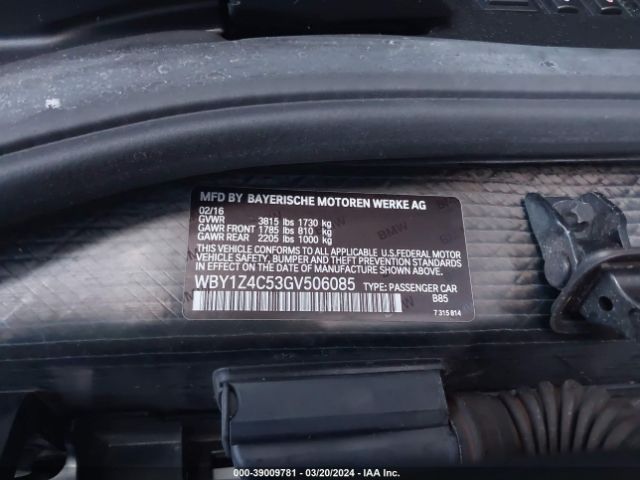 MFD BY BAYERISCHE MOTOREN WERKE AG
02/16
GVWR 3815 lbs 1730 kg
GAWR FRONT 1785 lbs 810 kg
GAWR REAR 2205 lbs 1000 kg
THIS VEHICLE CONFORMS TO ALL APPLICABLE U.S.FEDERAL MOTOR
VEHICLE SAFETY, BUMPER AND THEFT PREVENTION STANDARDS
IN EFFECT ON THE DATE OF MANUFACTURE SHOWN ABOVE.
WBY1Z4C53GV506085 TYPE: PASSENGER CAR
B85
7 315 814
000-39009781 - 03/20/2024 - IAA Inc.